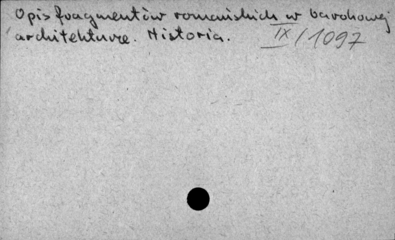 Opis fragmentów romańskich w barokowej
architekturze. Historia. IX/1097